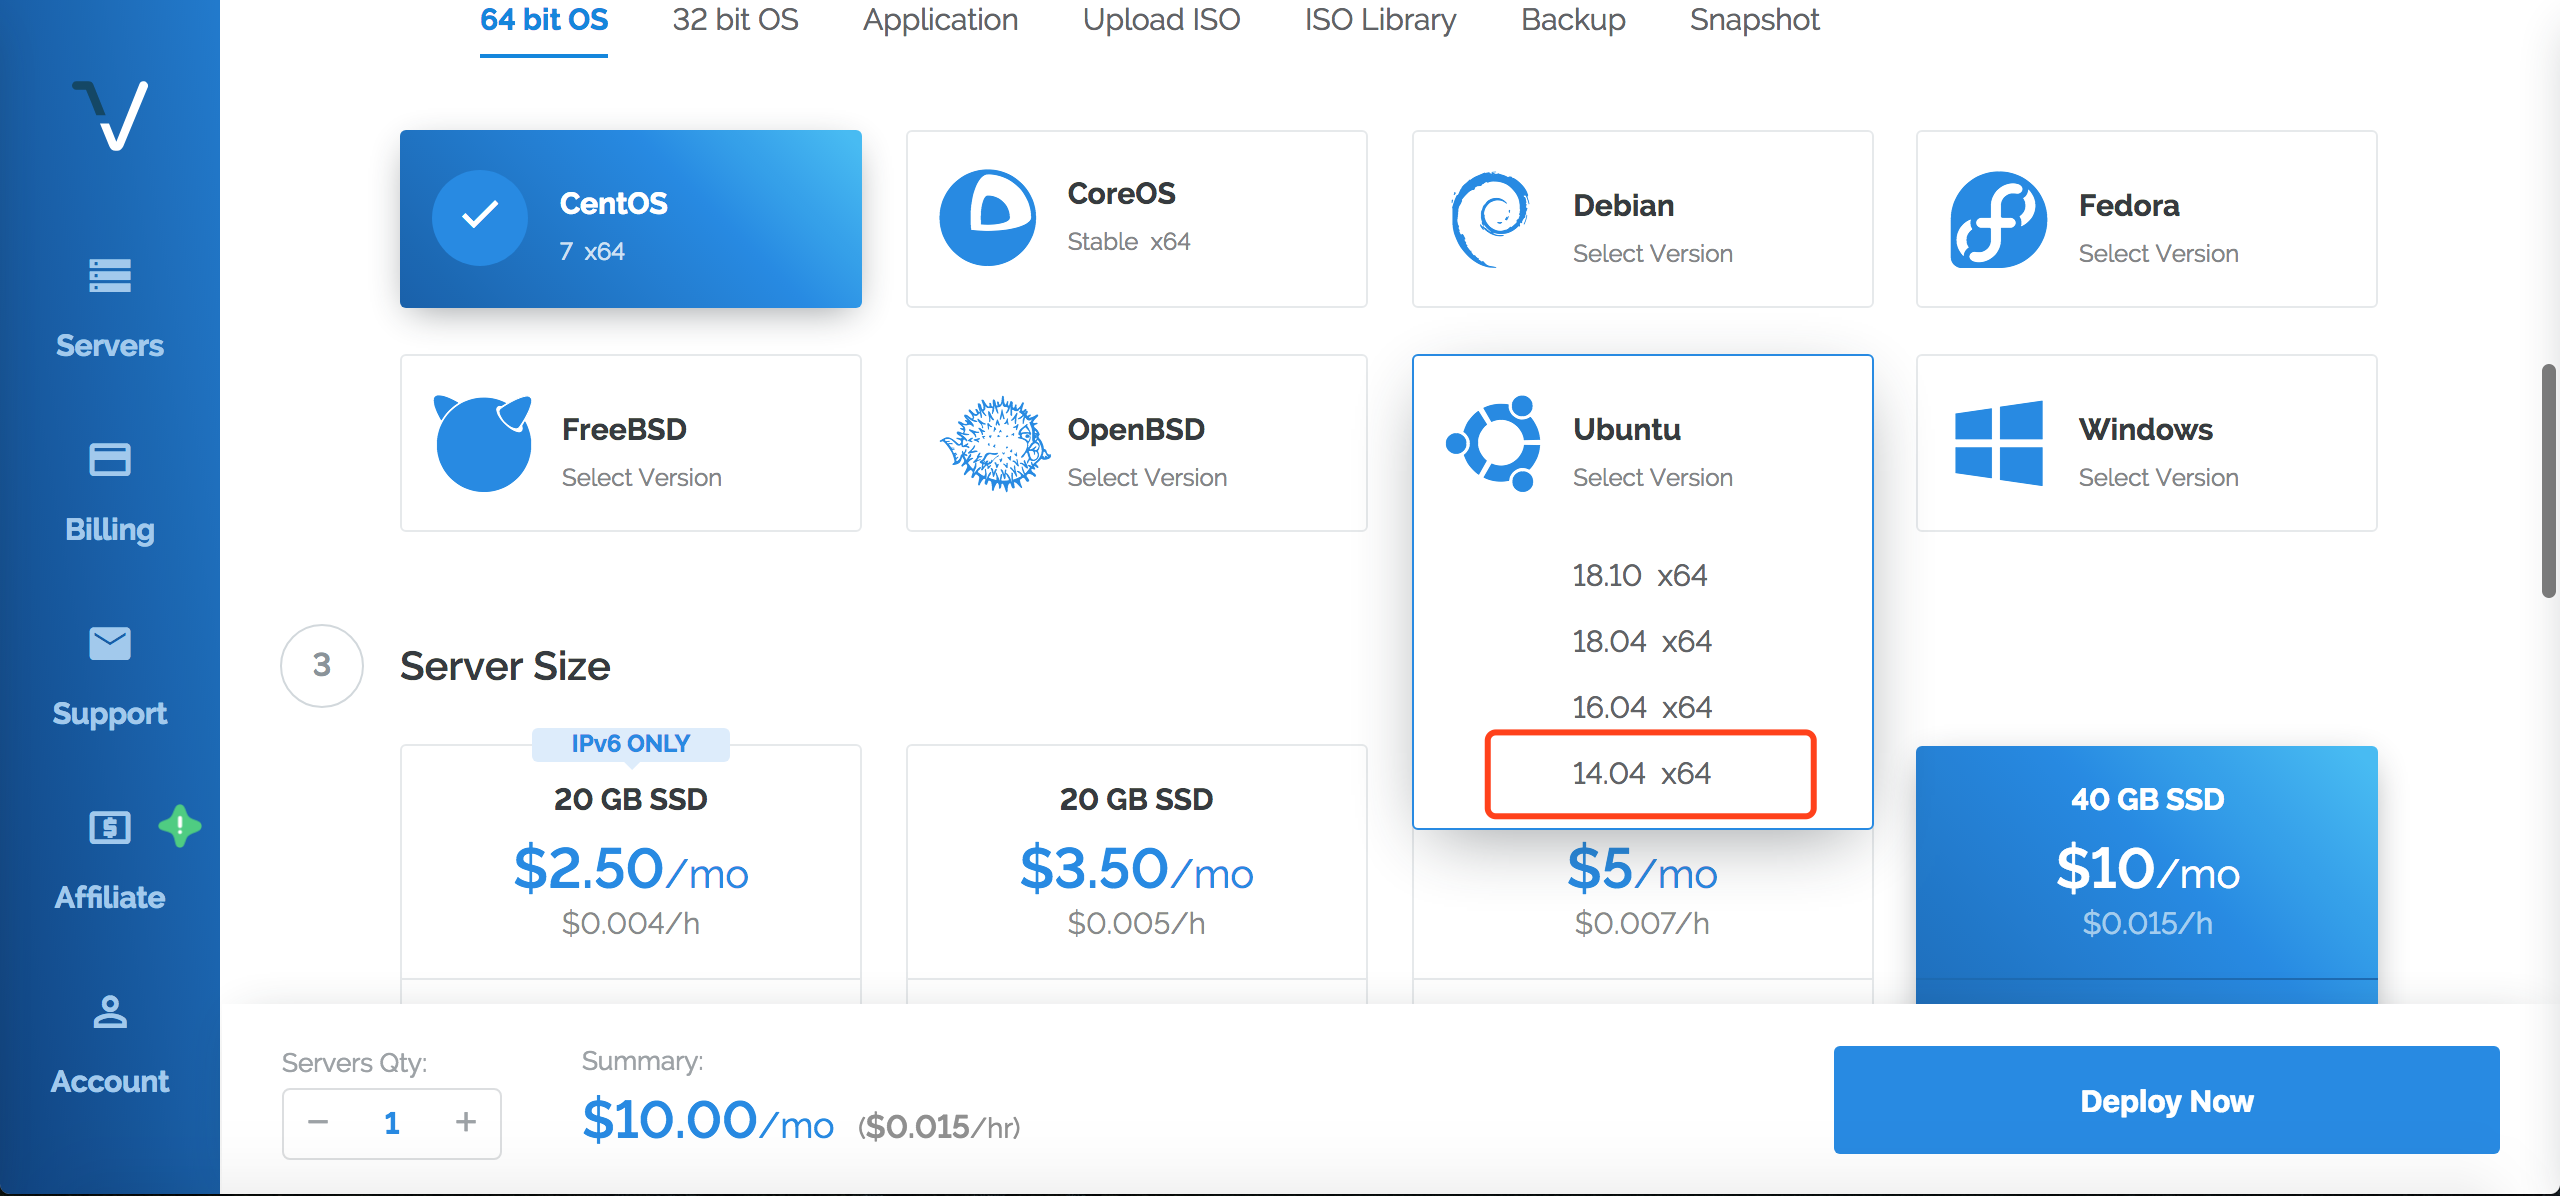 64 bit OS
32 bit OS
Application
Upload ISO
ISO Library
Backup
Snapshot
Servers
Billing
Support
Affiliate
Account
CentOS
7 x64
CoreOS
Stable x64
Debian
Select Version
Fedora
Select Version
FreeBSD
Select Version
OpenBSD
Select Version
Ubuntu
Select Version
18.10 x64
18.04 x64
16.04 x64
14.04 x64
Windows
Select Version
3
Server Size
IPv6 ONLY
20 GB SSD
$2.50/mo
$0.004/h
20 GB SSD
$3.50/mo
$0.005/h
$5/mo
$0.007/h
40 GB SSD
$10/mo
$0.015/h
Servers Qty:
− 1 +
Summary:
$10.00/mo ($0.015/hr)
Deploy Now